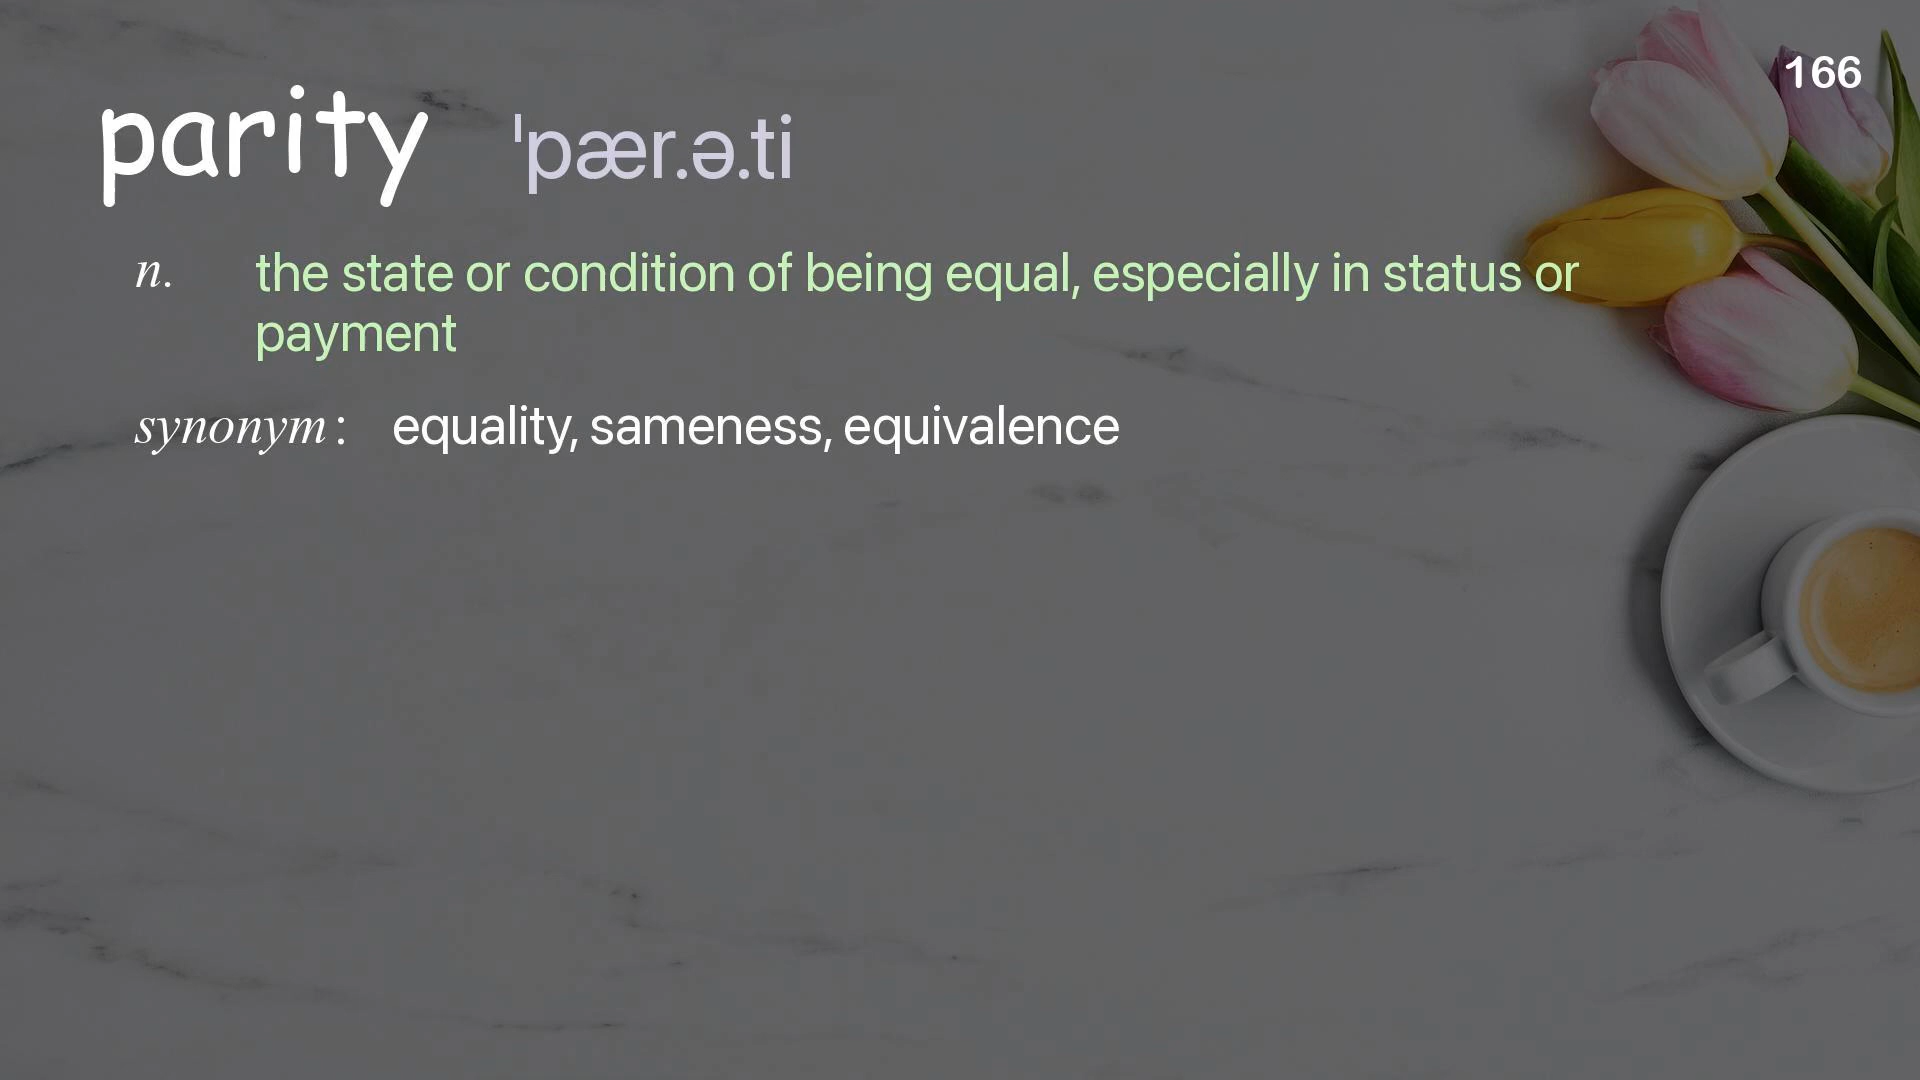 166
parity ˈpær.ə.ti
n. the state or condition of being equal, especially in status or
payment
synonym : equality, sameness, equivalence